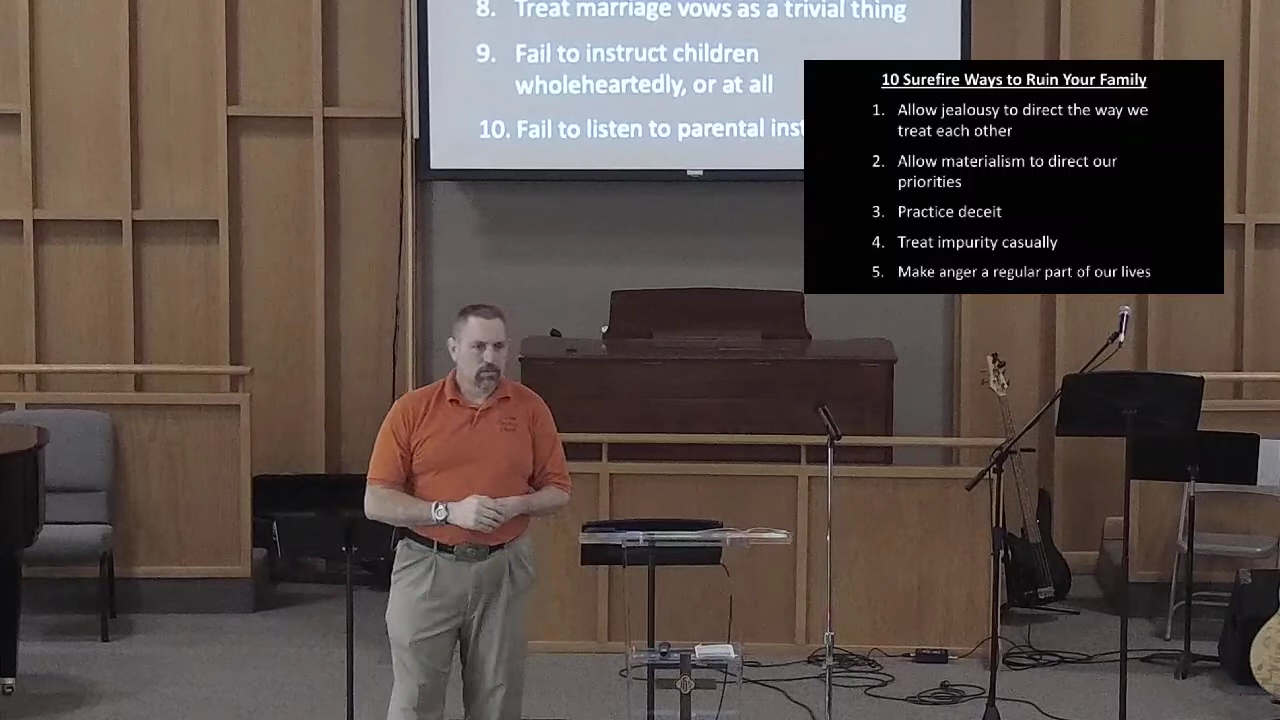 8. Treat marriage vows as a trivial thing
9. Fail to instruct children
wholeheartedly, or at all
10. Fail to listen to parental
10 Surefire Ways to Ruin Your Family
1. Allow jealousy to direct the way we
treat each other
2. Allow materialism to direct our
priorities
3. Practice deceit
4. Treat impurity casually
5. Make anger a regular part of our lives